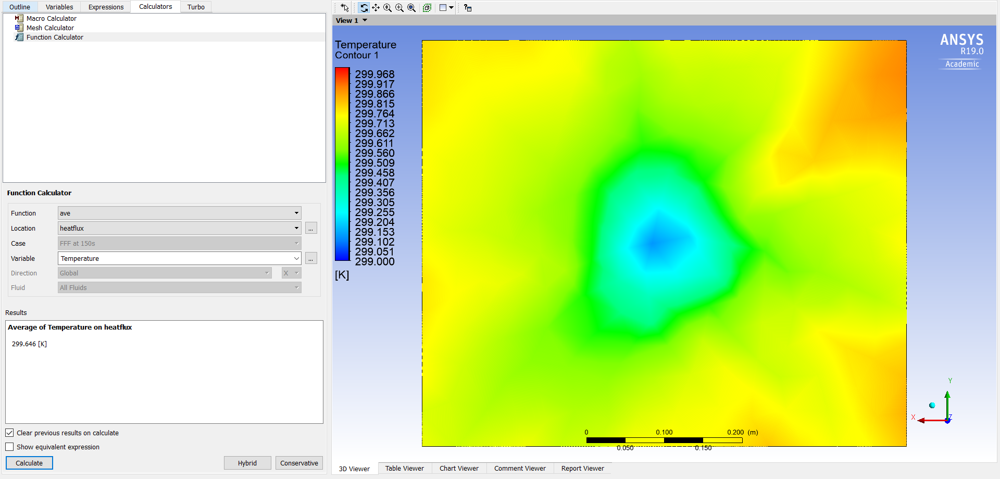 Outline
Variables
Expressions
Calculators
Turbo
Macro Calculator
Mesh Calculator
Function Calculator
Function Calculator
Function
ave
Location
heatflux
...
Case
FFF at 150s
Variable
Temperature
...
Direction
Global
X
Fluid
All Fluids
Results
Average of Temperature on heatflux
299.646 [K]
Clear previous results on calculate
Show equivalent expression
Calculate
Hybrid
Conservative
View 1
Temperature
Contour 1
299.968
299.917
299.866
299.815
299.764
299.713
299.662
299.611
299.560
299.509
299.458
299.407
299.356
299.305
299.255
299.204
299.153
299.102
299.051
299.000
[K]
ANSYS
R19.0
Academic
Y
X
Z
0
0.100
0.200 (m)
0.050
0.150
3D Viewer
Table Viewer
Chart Viewer
Comment Viewer
Report Viewer